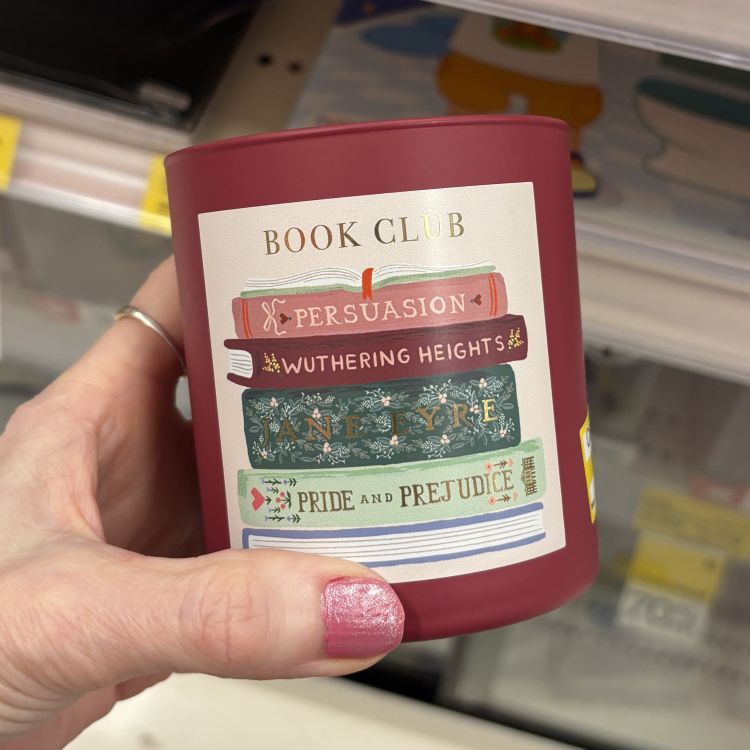 BOOK CLUB
PERSUASION
WUTHERING HEIGHTS
JANE EYRE
PRIDE AND PREJUDICE